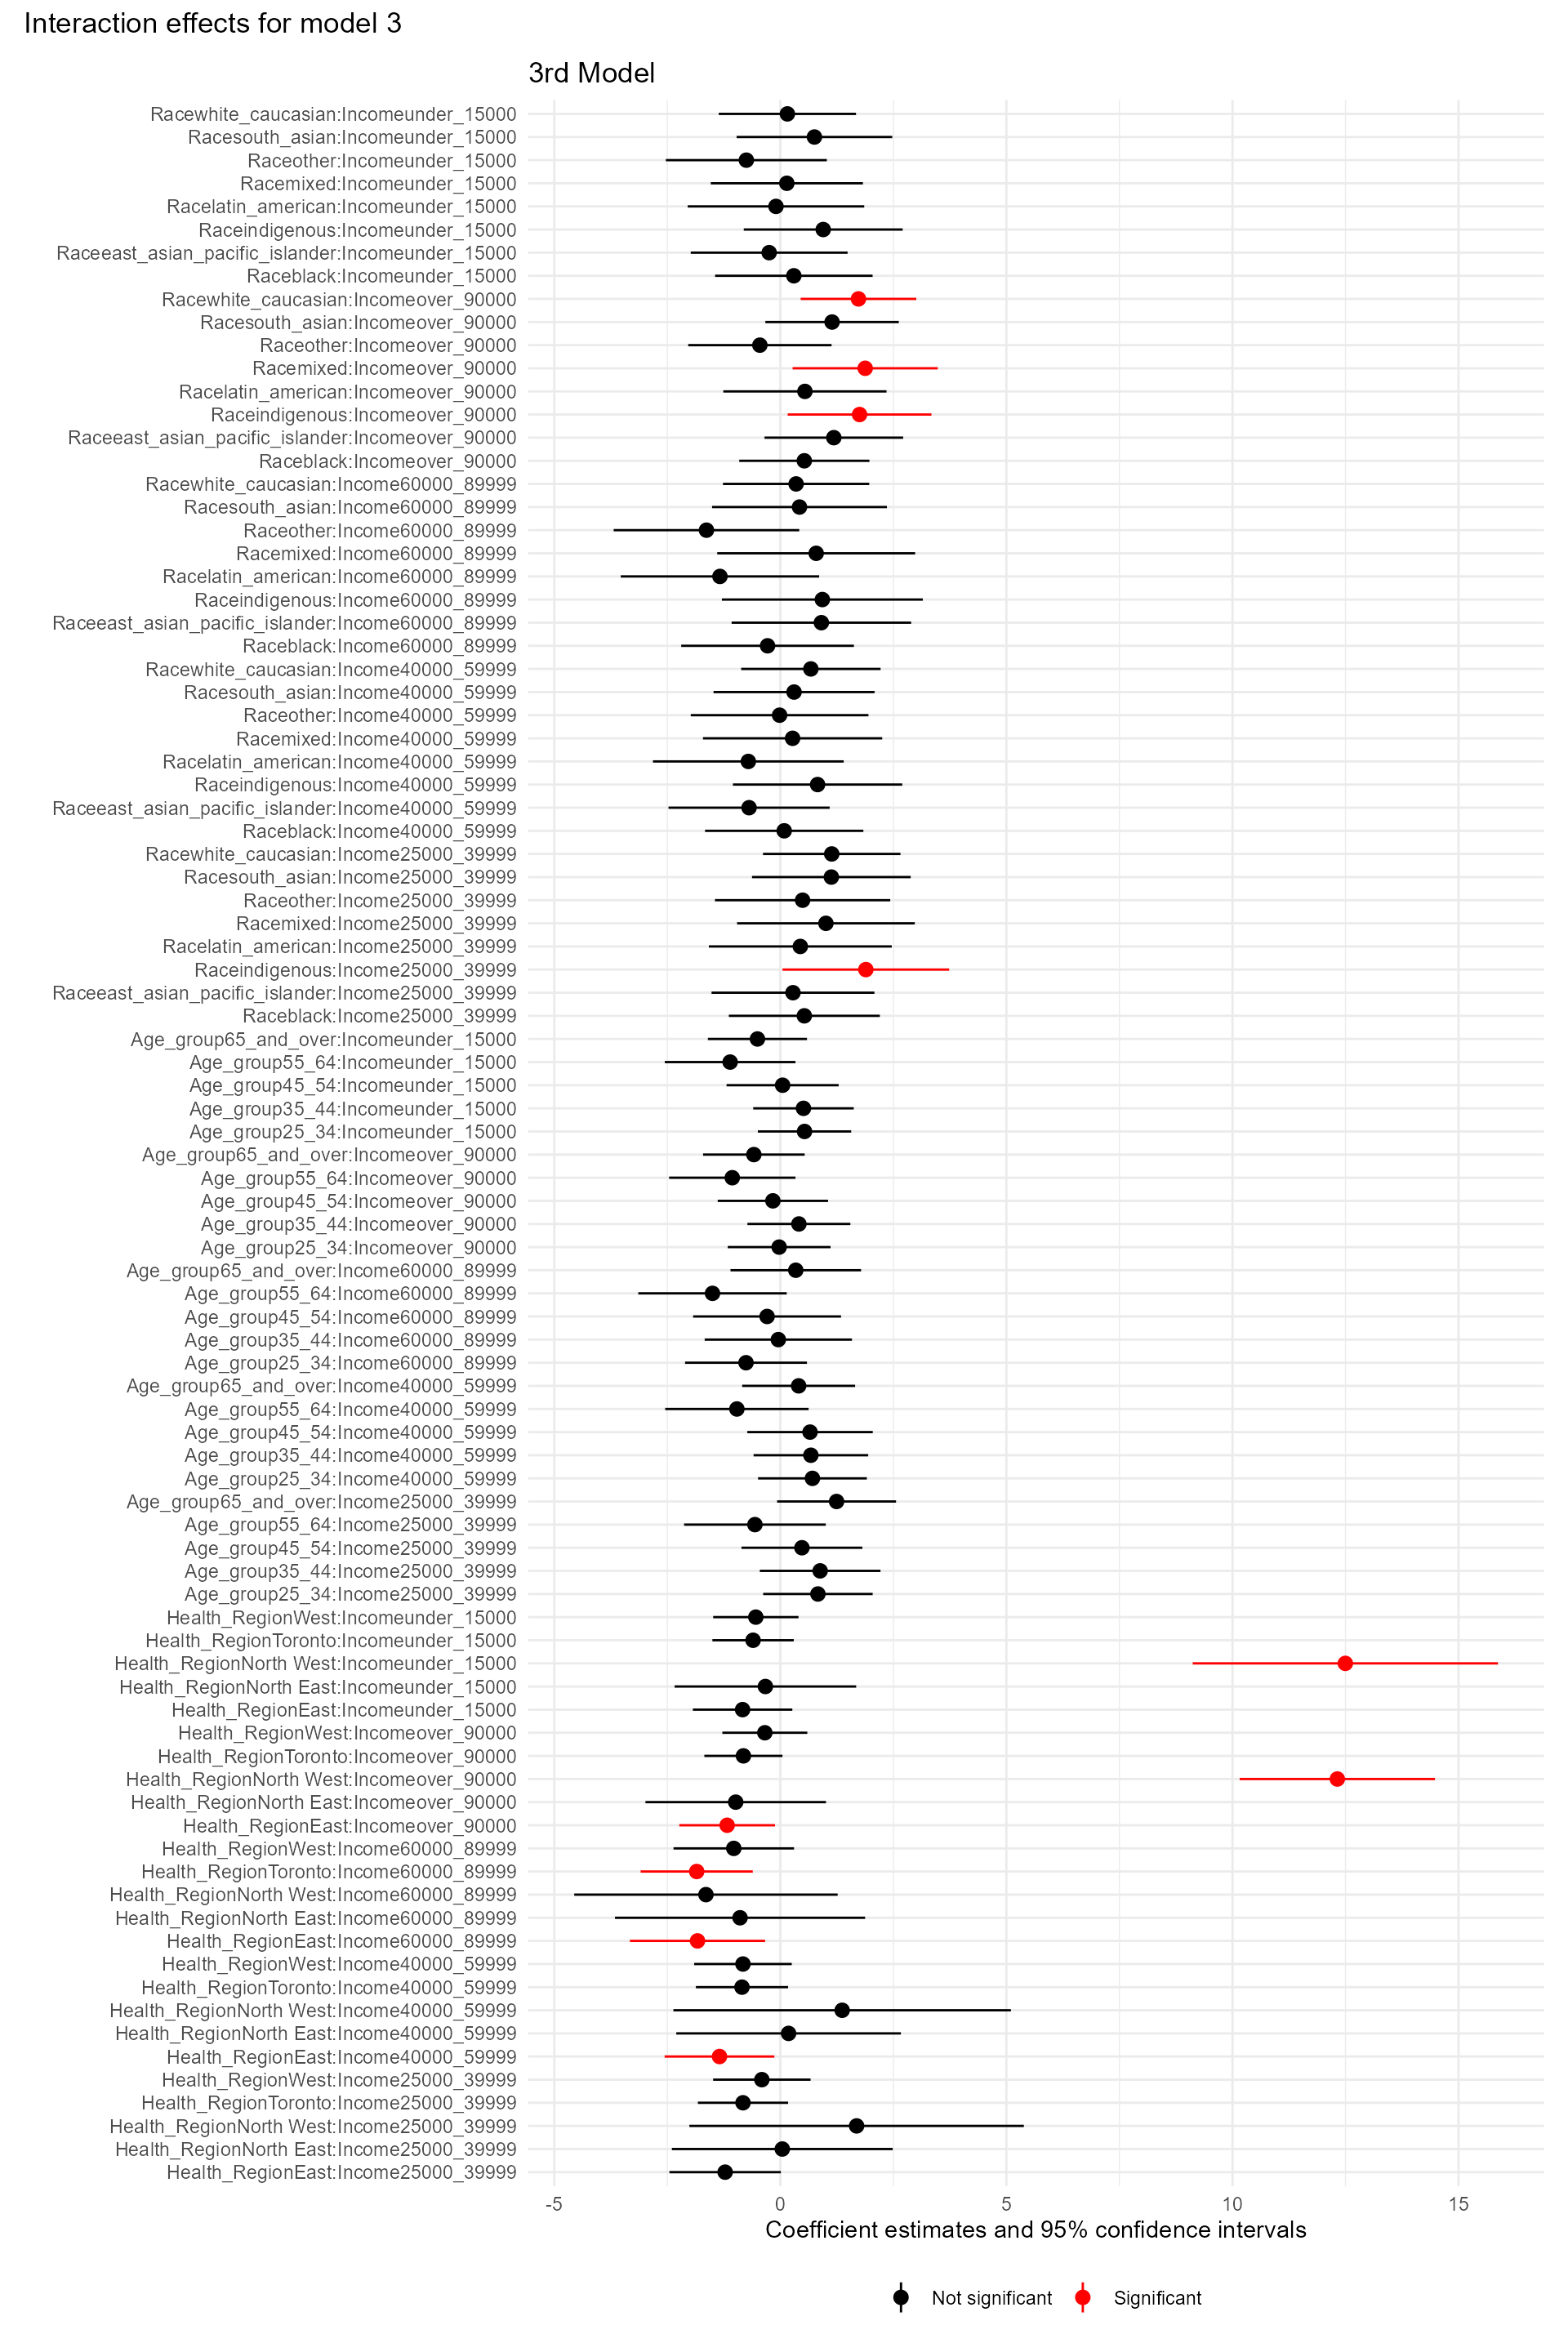 Interaction effects for model 3
3rd Model
Racewhite_caucasian:Incomeunder_15000
Racesouth_asian:Incomeunder_15000
Raceother:Incomeunder_15000
Racemixed:Incomeunder_15000
Racelatin_american:Incomeunder_15000
Raceindigenous:Incomeunder_15000
Raceeast_asian_pacific_islander:Incomeunder_15000
Raceblack:Incomeunder_15000
Racewhite_caucasian:Incomeover_90000
Racesouth_asian:Incomeover_90000
Raceother:Incomeover_90000
Racemixed:Incomeover_90000
Racelatin_american:Incomeover_90000
Raceindigenous:Incomeover_90000
Raceeast_asian_pacific_islander:Incomeover_90000
Raceblack:Incomeover_90000
Racewhite_caucasian:Income60000_89999
Racesouth_asian:Income60000_89999
Raceother:Income60000_89999
Racemixed:Income60000_89999
Racelatin_american:Income60000_89999
Raceindigenous:Income60000_89999
Raceeast_asian_pacific_islander:Income60000_89999
Raceblack:Income60000_89999
Racewhite_caucasian:Income40000_59999
Racesouth_asian:Income40000_59999
Raceother:Income40000_59999
Racemixed:Income40000_59999
Racelatin_american:Income40000_59999
Raceindigenous:Income40000_59999
Raceeast_asian_pacific_islander:Income40000_59999
Raceblack:Income40000_59999
Racewhite_caucasian:Income25000_39999
Racesouth_asian:Income25000_39999
Raceother:Income25000_39999
Racemixed:Income25000_39999
Racelatin_american:Income25000_39999
Raceindigenous:Income25000_39999
Raceeast_asian_pacific_islander:Income25000_39999
Raceblack:Income25000_39999
Age_group65_and_over:Incomeunder_15000
Age_group55_64:Incomeunder_15000
Age_group45_54:Incomeunder_15000
Age_group35_44:Incomeunder_15000
Age_group25_34:Incomeunder_15000
Age_group65_and_over:Incomeover_90000
Age_group55_64:Incomeover_90000
Age_group45_54:Incomeover_90000
Age_group35_44:Incomeover_90000
Age_group25_34:Incomeover_90000
Age_group65_and_over:Income60000_89999
Age_group55_64:Income60000_89999
Age_group45_54:Income60000_89999
Age_group35_44:Income60000_89999
Age_group25_34:Income60000_89999
Age_group65_and_over:Income40000_59999
Age_group55_64:Income40000_59999
Age_group45_54:Income40000_59999
Age_group35_44:Income40000_59999
Age_group25_34:Income40000_59999
Age_group65_and_over:Income25000_39999
Age_group55_64:Income25000_39999
Age_group45_54:Income25000_39999
Age_group35_44:Income25000_39999
Age_group25_34:Income25000_39999
Health_RegionWest:Incomeunder_15000
Health_RegionToronto:Incomeunder_15000
Health_RegionNorth West:Incomeunder_15000
Health_RegionNorth East:Incomeunder_15000
Health_RegionEast:Incomeunder_15000
Health_RegionWest:Incomeover_90000
Health_RegionToronto:Incomeover_90000
Health_RegionNorth West:Incomeover_90000
Health_RegionNorth East:Incomeover_90000
Health_RegionEast:Incomeover_90000
Health_RegionWest:Income60000_89999
Health_RegionToronto:Income60000_89999
Health_RegionNorth West:Income60000_89999
Health_RegionNorth East:Income60000_89999
Health_RegionEast:Income60000_89999
Health_RegionWest:Income40000_59999
Health_RegionToronto:Income40000_59999
Health_RegionNorth West:Income40000_59999
Health_RegionNorth East:Income40000_59999
Health_RegionEast:Income40000_59999
Health_RegionWest:Income25000_39999
Health_RegionToronto:Income25000_39999
Health_RegionNorth West:Income25000_39999
Health_RegionNorth East:Income25000_39999
Health_RegionEast:Income25000_39999
-5 0 5 10 15
Coefficient estimates and 95% confidence intervals
Not significant Significant